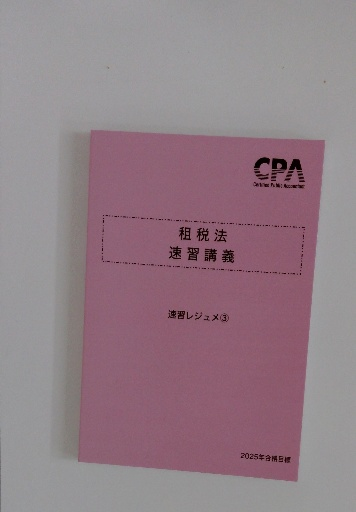 CPA
Certified Public Accountant
租税法
速習講義
速習レジュメ③
2025年合格目標